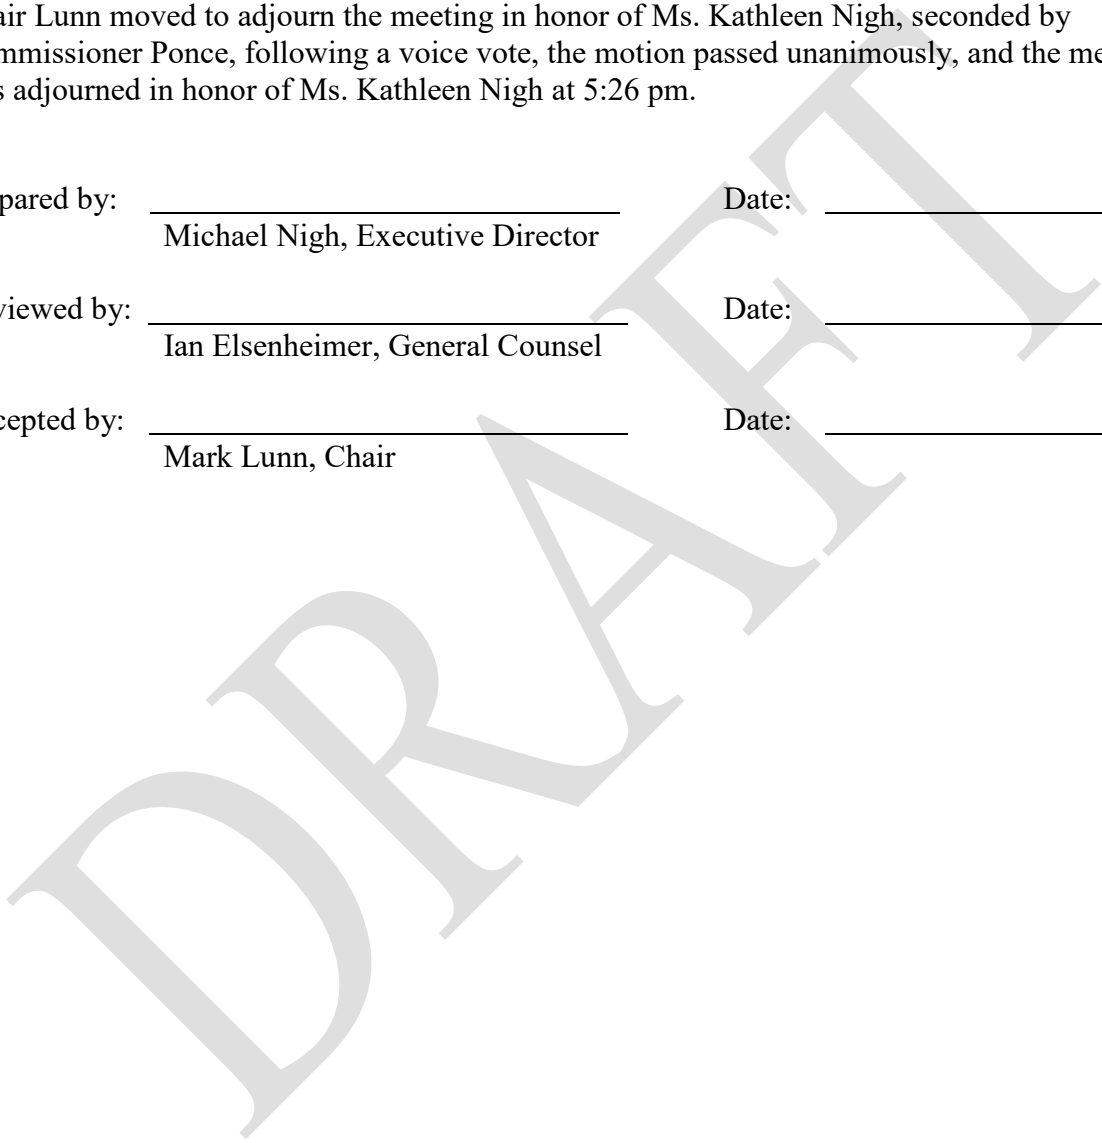 air Lunn moved to adjourn the meeting in honor of Ms. Kathleen Nigh, seconded by
mmissioner Ponce, following a voice vote, the motion passed unanimously, and the me
s adjourned in honor of Ms. Kathleen Nigh at 5:26 pm.
pared by: Date:
Michael Nigh, Executive Director
viewed by: Date:
Ian Elsenheimer, General Counsel
cepted by: Date:
Mark Lunn, Chair
DRAFT